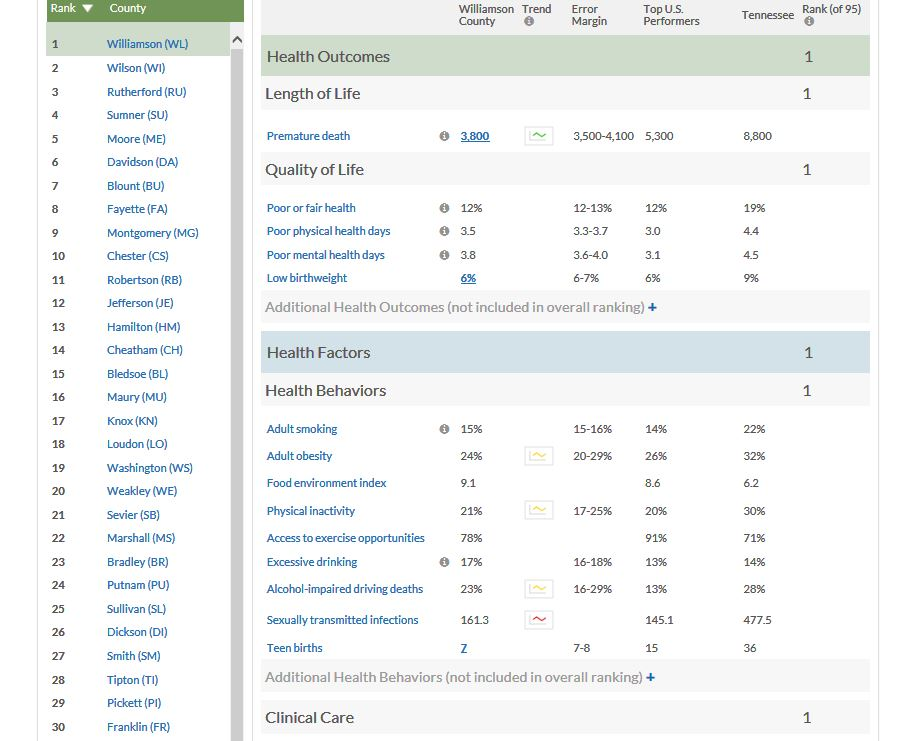 Rank County
1 Williamson (WL)
2 Wilson (WI)
3 Rutherford (RU)
4 Sumner (SU)
5 Moore (ME)
6 Davidson (DA)
7 Blount (BU)
8 Fayette (FA)
9 Montgomery (MG)
10 Chester (CS)
11 Robertson (RB)
12 Jefferson (JE)
13 Hamilton (HM)
14 Cheatham (CH)
15 Bledsoe (BL)
16 Maury (MU)
17 Knox (KN)
18 Loudon (LO)
19 Washington (WS)
20 Weakley (WE)
21 Sevier (SB)
22 Marshall (MS)
23 Bradley (BR)
24 Putnam (PU)
25 Sullivan (SL)
26 Dickson (DI)
27 Smith (SM)
28 Tipton (TI)
29 Pickett (PI)
30 Franklin (FR)
Williamson County Trend Error Margin Top U.S. Performers Tennessee Rank (of 95)
Health Outcomes 1
Length of Life 1
Premature death 3,800 3,500-4,100 5,300 8,800
Quality of Life 1
Poor or fair health 12% 12-13% 12% 19%
Poor physical health days 3.5 3.3-3.7 3.0 4.4
Poor mental health days 3.8 3.6-4.0 3.1 4.5
Low birthweight 6% 6-7% 6% 9%
Additional Health Outcomes (not included in overall ranking) +
Health Factors 1
Health Behaviors 1
Adult smoking 15% 15-16% 14% 22%
Adult obesity 24% 20-29% 26% 32%
Food environment index 9.1 8.6 6.2
Physical inactivity 21% 17-25% 20% 30%
Access to exercise opportunities 78% 91% 71%
Excessive drinking 17% 16-18% 13% 14%
Alcohol-impaired driving deaths 23% 16-29% 13% 28%
Sexually transmitted infections 161.3 145.1 477.5
Teen births 7 7-8 15 36
Additional Health Behaviors (not included in overall ranking) +
Clinical Care 1